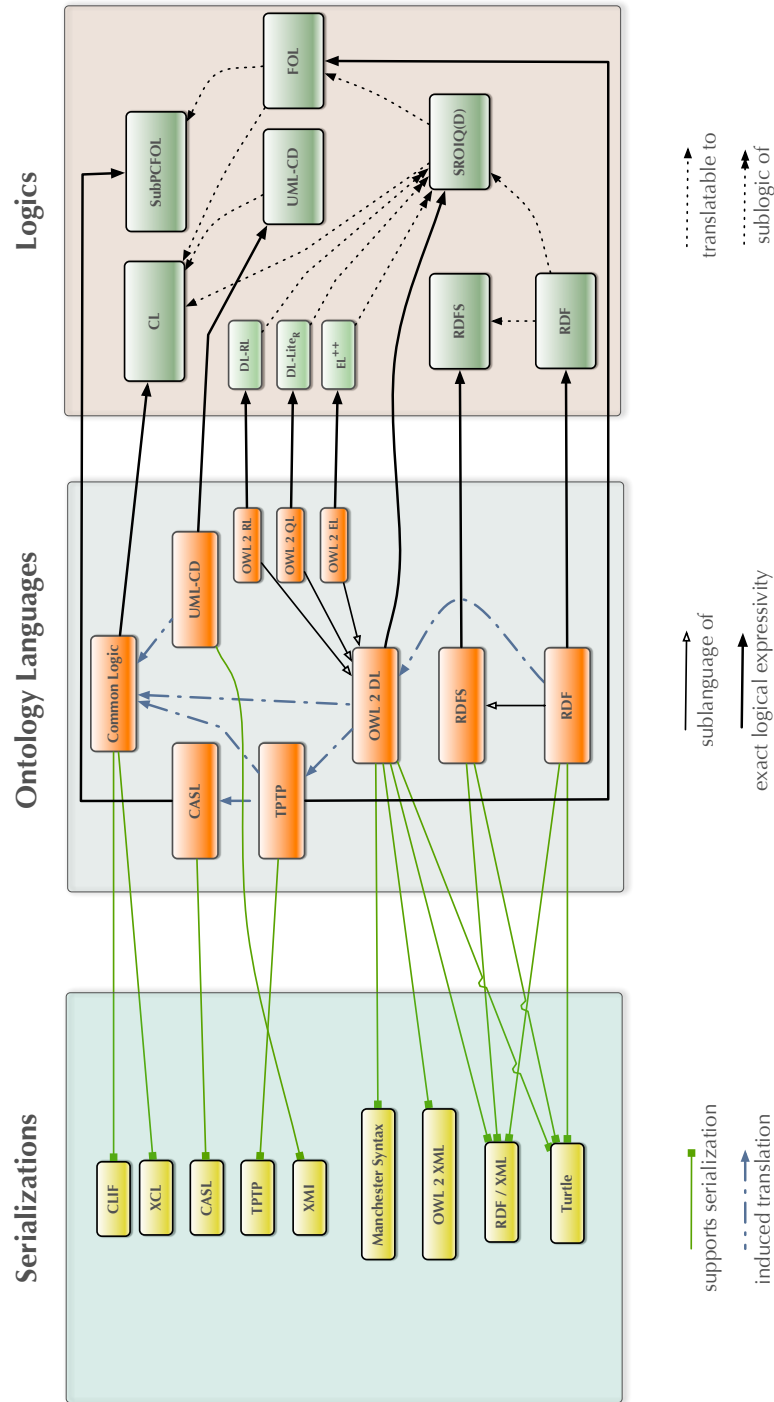 Logics
CL
SubPCFOL
UML-CD
FOL
DL-RL
DL-LiteR
EL++
SROIQ(D)
RDFS
RDF
Ontology Languages
Common Logic
UML-CD
CASL
TPTP
OWL 2 RL
OWL 2 QL
OWL 2 EL
OWL 2 DL
RDFS
RDF
Serializations
CLIF
XCL
CASL
TPTP
XMI
Manchester Syntax
OWL 2 XML
RDF / XML
Turtle
supports serialization
induced translation
sublanguage of
exact logical expressivity
translatable to
sublogic of